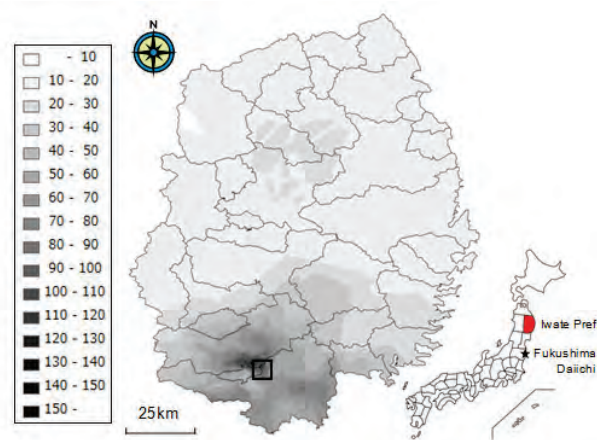 N
- 10
10 - 20
20 - 30
30 - 40
40 - 50
50 - 60
60 - 70
70 - 80
80 - 90
90 - 100
100 - 110
110 - 120
120 - 130
130 - 140
140 - 150
150 -
25km
Iwate Pref
Fukushima
Daiichi